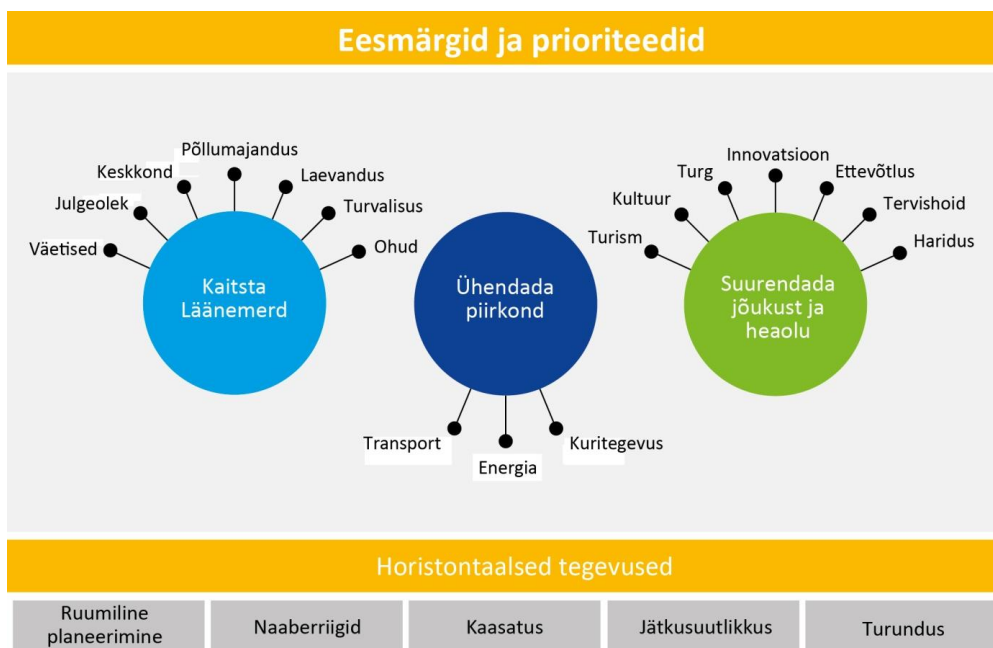 Eesmärgid ja prioriteedid
Väetised
Julgeolek
Keskkond
Põllumajandus
Laevandus
Turvalisus
Ohud
Kaitsta
Läänemerd
Ühendada
piirkond
Transport
Energia
Kuritegevus
Turism
Kultuur
Turg
Innovatsioon
Ettevõtlus
Tervishoid
Haridus
Suurendada
jõukust ja
heaolu
Horistontaalsed tegevused
Ruumiline
planeerimine
Naaberriigid
Kaasatus
Jätkusuutlikkus
Turundus